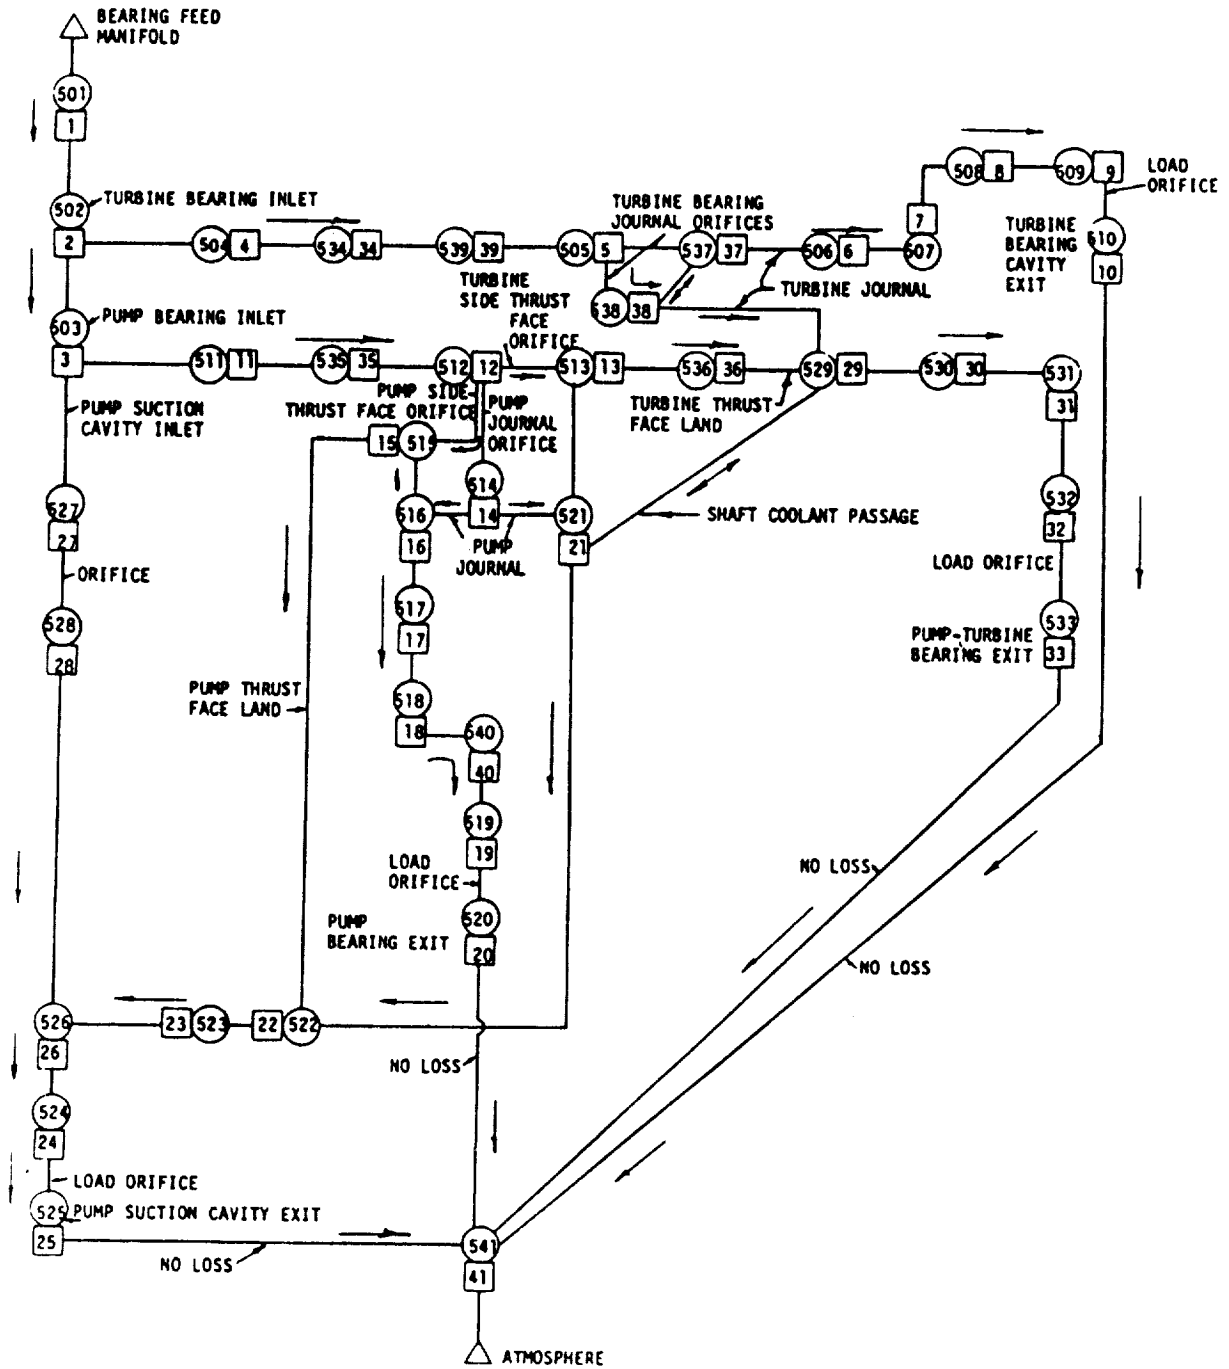 BEARING FEED
MANIFOLD
501
1
502
TURBINE BEARING INLET
2
504
4
534
34
539
39
505
5
TURBINE BEARING
JOURNAL ORIFICES
537
37
506
6
507
7
508
8
509
9
LOAD
ORIFICE
TURBINE
BEARING
CAVITY
EXIT
510
10
TURBINE
SIDE THRUST
FACE
ORIFICE
538
38
TURBINE JOURNAL
503
PUMP BEARING INLET
3
511
11
535
35
512
12
513
13
536
36
529
29
530
30
531
31
PUMP SUCTION
CAVITY INLET
PUMP SIDE
THRUST FACE ORIFICE
PUMP
JOURNAL
ORIFICE
TURBINE THRUST
FACE LAND
15
515
514
14
516
16
521
21
PUMP
JOURNAL
SHAFT COOLANT PASSAGE
527
27
ORIFICE
528
28
532
32
LOAD ORIFICE
533
33
PUMP-TURBINE
BEARING EXIT
517
17
PUMP THRUST
FACE LAND
518
18
540
40
519
19
LOAD
ORIFICE
520
20
PUMP
BEARING EXIT
NO LOSS
NO LOSS
526
26
23
523
22
522
NO LOSS
524
24
LOAD ORIFICE
525
PUMP SUCTION CAVITY EXIT
25
NO LOSS
541
41
ATMOSPHERE